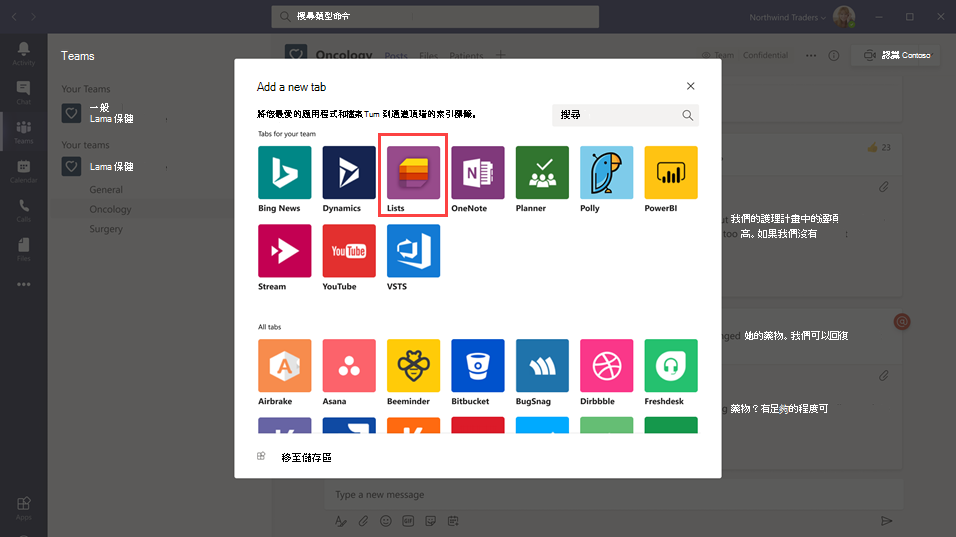 搜尋類型命令
Northwind Traders
Activity
Chat
Teams
Calendar
Calls
Files
Apps
Teams
Your Teams
一般
Lama 保健
Your teams
Lama 保健
General
Oncology
Surgery
Oncology
Posts
Files
Patients
Team
Confidential
認識 Contoso
23
我們的護理計畫中的選項
too
高。如果我們沒有
nged 她的藥物。我們可以回復
藥物？有足夠的程度可
Type a new message
Add a new tab
將您最愛的應用程式和檔案Tum 到通道頂端的索引標籤。
搜尋
Tabs for your team
Bing News
Dynamics
Lists
OneNote
Planner
Polly
PowerBI
Stream
YouTube
VSTS
All tabs
Airbrake
Asana
Beeminder
Bitbucket
BugSnag
Dirbbble
Freshdesk
移至儲存區